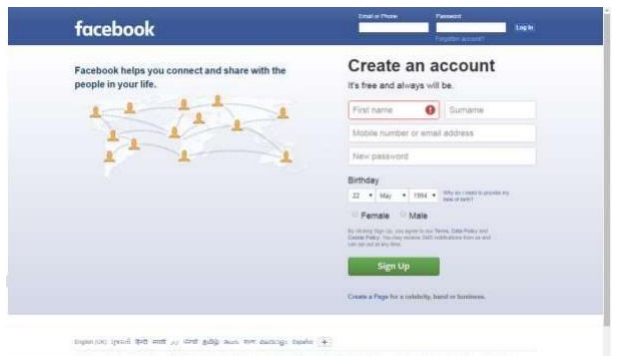 facebook
Email or Phone
Password
Log In
Forgotten account?
Facebook helps you connect and share with the
people in your life.
Create an account
It's free and always will be.
First name
Surname
Mobile number or email address
New password
Birthday
22 May 1994
Why do I need to provide my
date of birth?
Female Male
By clicking Sign Up, you agree to our Terms, Data Policy and
Cookie Policy. You may receive SMS notifications from us and
can opt out at any time.
Sign Up
Create a Page for a celebrity, band or business.
English (UK) ગુજરાતી हिन्दी मराठी اردو ਪੰਜਾਬੀ தமிழ் తెలుగు বাংলা മലയാളം Español +